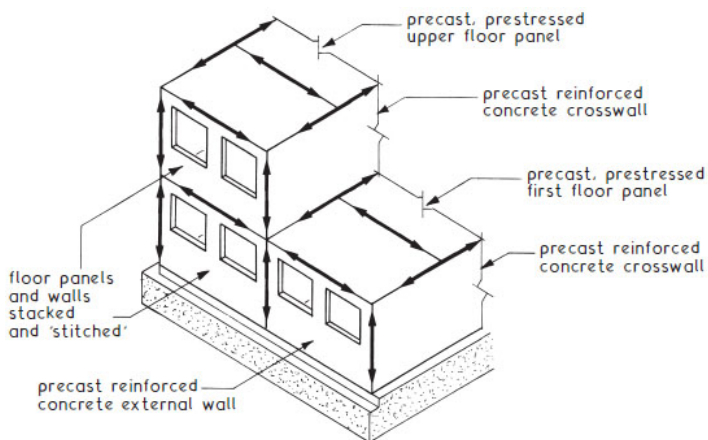 precast, prestressed
upper floor panel
precast reinforced
concrete crosswall
precast, prestressed
first floor panel
precast reinforced
concrete crosswall
floor panels
and walls
stacked
and 'stitched'
precast reinforced
concrete external wall